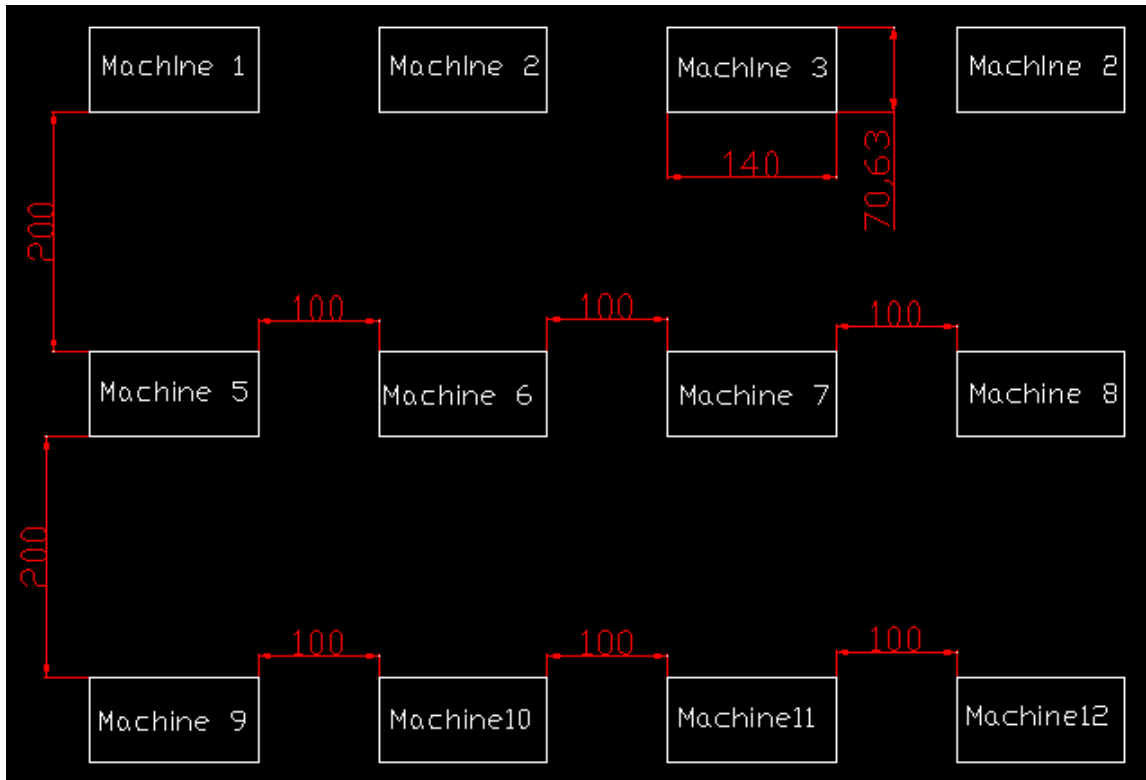 Machine 1
Machine 2
Machine 3
Machine 2
140
70,63
200
100
100
100
Machine 5
Machine 6
Machine 7
Machine 8
200
100
100
100
Machine 9
Machine10
Machine11
Machine12